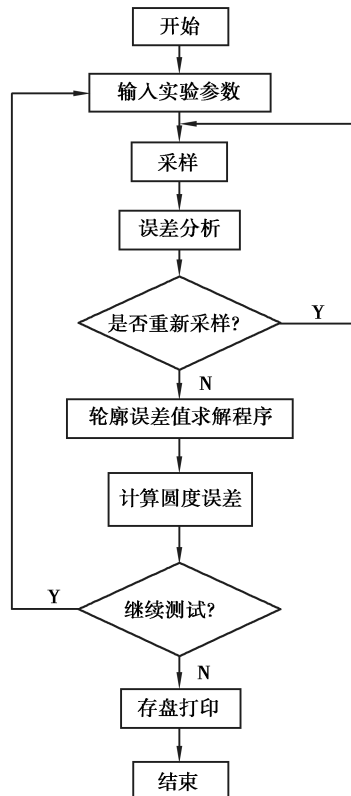 开始
输入实验参数
采样
误差分析
是否重新采样?
Y
N
轮廓误差值求解程序
计算圆度误差
Y
继续测试?
N
存盘打印
结束